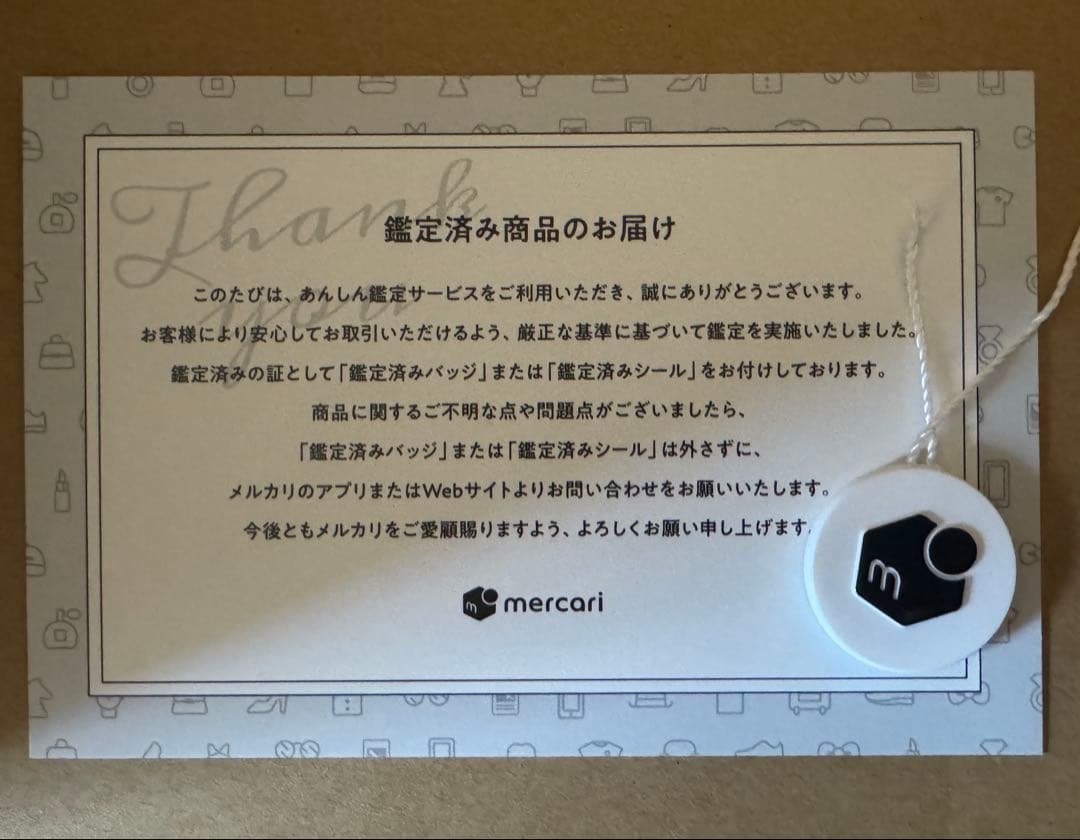 Thank you
鑑定済み商品のお届け
このたびは、あんしん鑑定サービスをご利用いただき、誠にありがとうございます。
お客様により安心してお取引いただけるよう、厳正な基準に基づいて鑑定を実施いたしました。
鑑定済みの証として「鑑定済みバッジ」または「鑑定済みシール」をお付けしております。
商品に関するご不明な点や問題点がございましたら、
「鑑定済みバッジ」または「鑑定済みシール」は外さずに、
メルカリのアプリまたはWebサイトよりお問い合わせをお願いいたします。
今後ともメルカリをご愛顧賜りますよう、よろしくお願い申し上げます。
m mercari
m